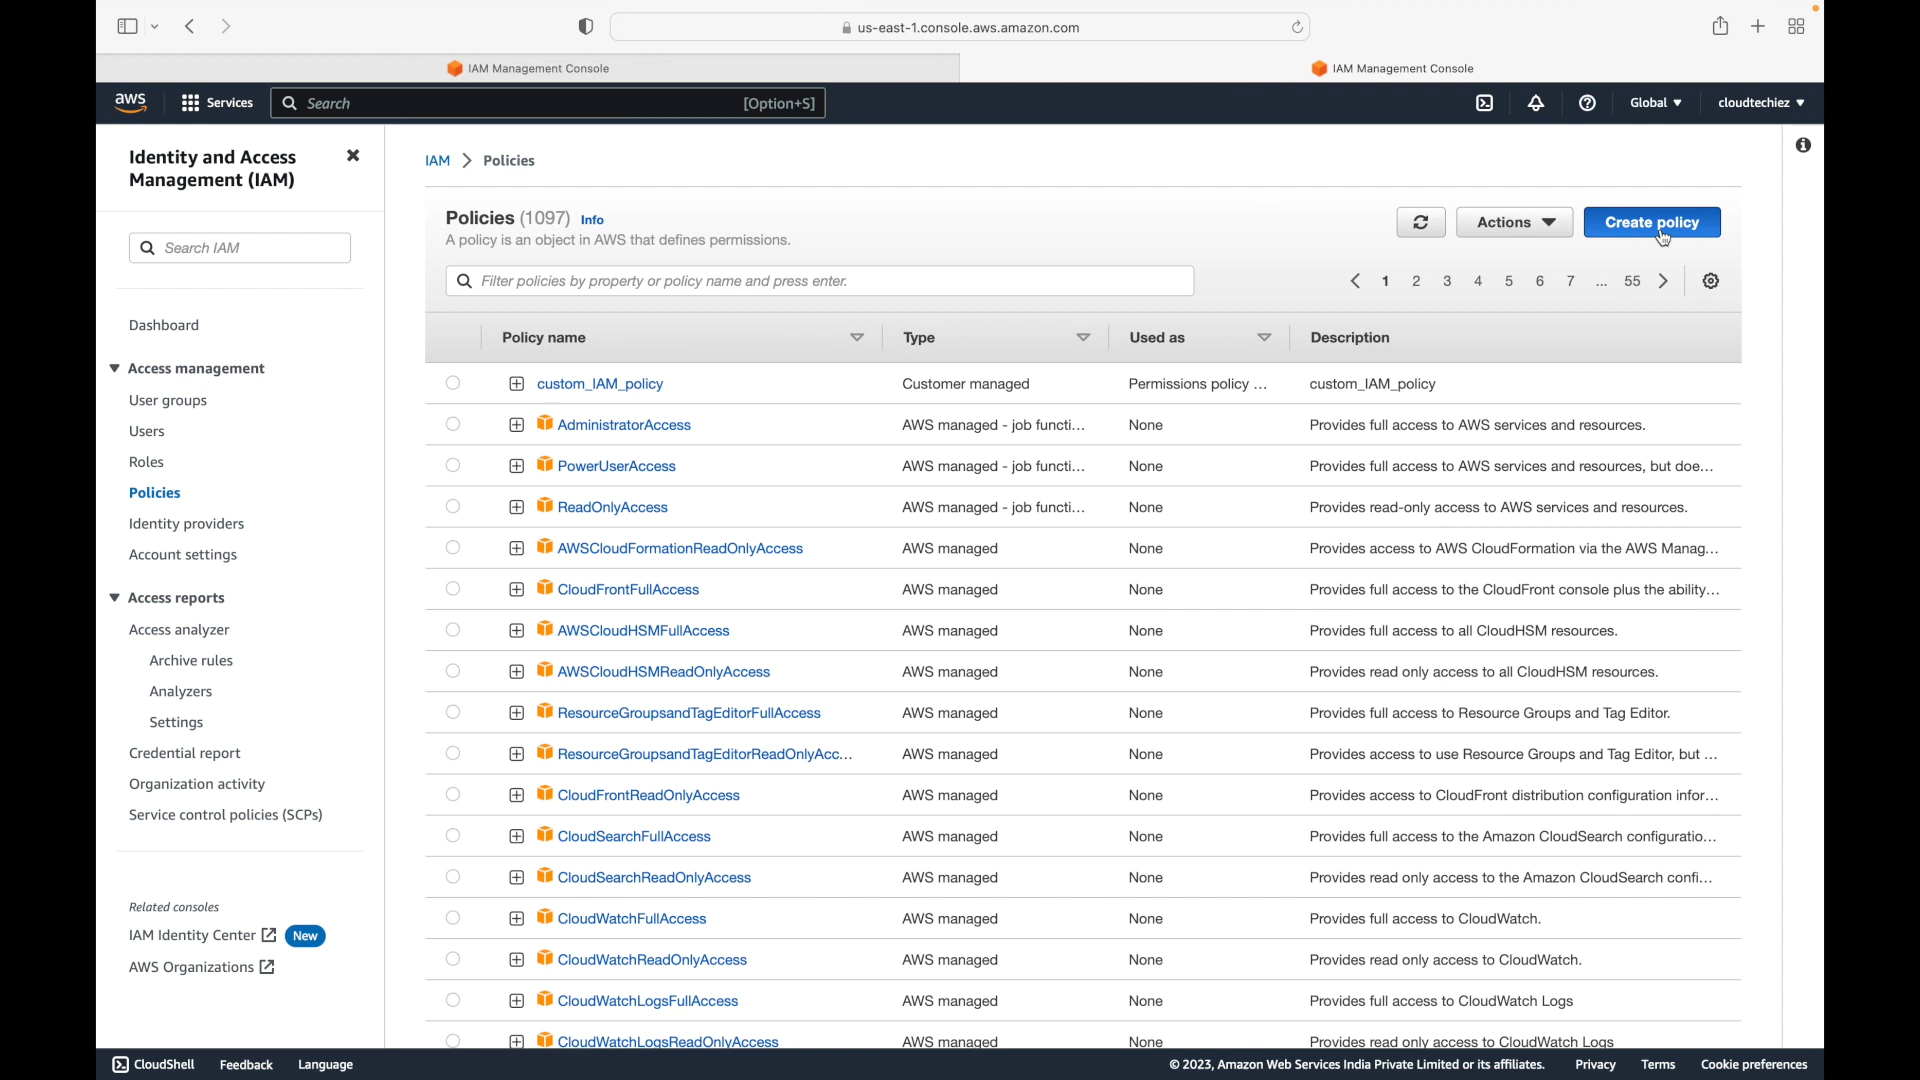 us-east-1.console.aws.amazon.com
IAM Management Console
IAM Management Console
aws
Services
Search
[Option+S]
Global
cloudtechiez
Identity and Access
Management (IAM)
Search IAM
Dashboard
Access management
User groups
Users
Roles
Policies
Identity providers
Account settings
Access reports
Access analyzer
Archive rules
Analyzers
Settings
Credential report
Organization activity
Service control policies (SCPs)
Related consoles
IAM Identity Center New
AWS Organizations
IAM > Policies
Policies (1097) Info
A policy is an object in AWS that defines permissions.
Actions
Create policy
Filter policies by property or policy name and press enter.
1 2 3 4 5 6 7 ... 55
Policy name Type Used as Description
custom_IAM_policy Customer managed Permissions policy ... custom_IAM_policy
AdministratorAccess AWS managed - job functi... None Provides full access to AWS services and resources.
PowerUserAccess AWS managed - job functi... None Provides full access to AWS services and resources, but doe...
ReadOnlyAccess AWS managed - job functi... None Provides read-only access to AWS services and resources.
AWSCloudFormationReadOnlyAccess AWS managed None Provides access to AWS CloudFormation via the AWS Manag...
CloudFrontFullAccess AWS managed None Provides full access to the CloudFront console plus the ability...
AWSCloudHSMFullAccess AWS managed None Provides full access to all CloudHSM resources.
AWSCloudHSMReadOnlyAccess AWS managed None Provides read only access to all CloudHSM resources.
ResourceGroupsandTagEditorFullAccess AWS managed None Provides full access to Resource Groups and Tag Editor.
ResourceGroupsandTagEditorReadOnlyAcc... AWS managed None Provides access to use Resource Groups and Tag Editor, but ...
CloudFrontReadOnlyAccess AWS managed None Provides access to CloudFront distribution configuration infor...
CloudSearchFullAccess AWS managed None Provides full access to the Amazon CloudSearch configuratio...
CloudSearchReadOnlyAccess AWS managed None Provides read only access to the Amazon CloudSearch confi...
CloudWatchFullAccess AWS managed None Provides full access to CloudWatch.
CloudWatchReadOnlyAccess AWS managed None Provides read only access to CloudWatch.
CloudWatchLogsFullAccess AWS managed None Provides full access to CloudWatch Logs
CloudWatchLogsReadOnlyAccess AWS managed None Provides read only access to CloudWatch Logs
CloudShell Feedback Language
© 2023, Amazon Web Services India Private Limited or its affiliates. Privacy Terms Cookie preferences